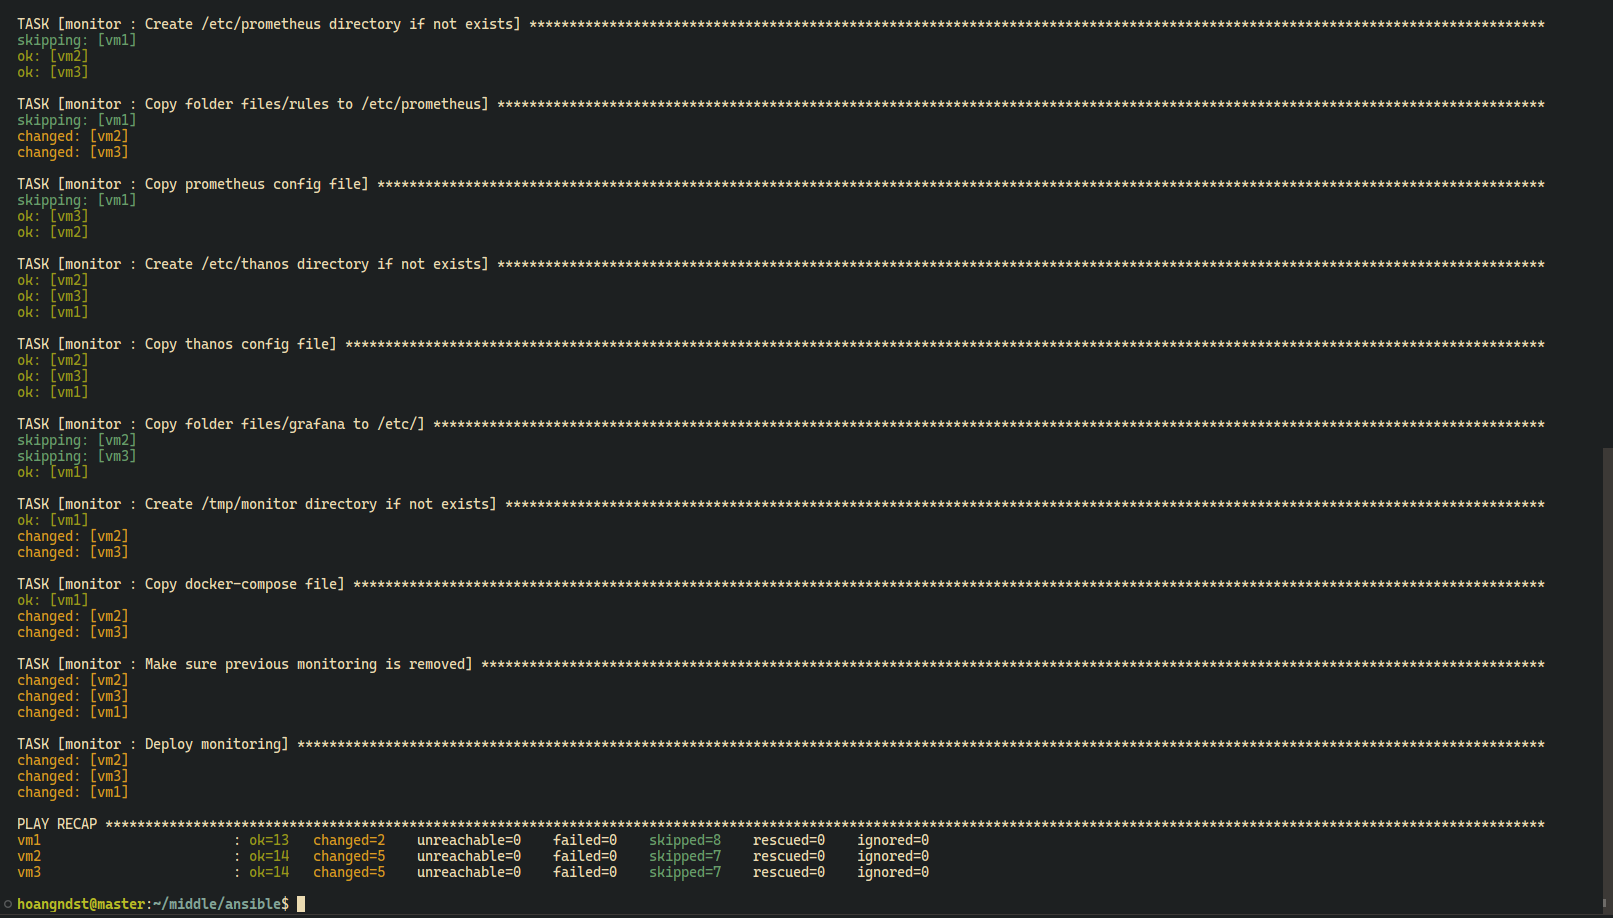 TASK [monitor : Create /etc/prometheus directory if not exists] *******************************************************************************************************************************
skipping: [vm1]
ok: [vm2]
ok: [vm3]
TASK [monitor : Copy folder files/rules to /etc/prometheus] ***********************************************************************************************************************************
skipping: [vm1]
changed: [vm2]
changed: [vm3]
TASK [monitor : Copy prometheus config file] **************************************************************************************************************************************************
skipping: [vm1]
ok: [vm3]
ok: [vm2]
TASK [monitor : Create /etc/thanos directory if not exists] ***********************************************************************************************************************************
ok: [vm2]
ok: [vm3]
ok: [vm1]
TASK [monitor : Copy thanos config file] ******************************************************************************************************************************************************
ok: [vm2]
ok: [vm3]
ok: [vm1]
TASK [monitor : Copy folder files/grafana to /etc/] *******************************************************************************************************************************************
skipping: [vm2]
skipping: [vm3]
ok: [vm1]
TASK [monitor : Create /tmp/monitor directory if not exists] **********************************************************************************************************************************
ok: [vm1]
changed: [vm2]
changed: [vm3]
TASK [monitor : Copy docker-compose file] *****************************************************************************************************************************************************
ok: [vm1]
changed: [vm2]
changed: [vm3]
TASK [monitor : Make sure previous monitoring is removed] *************************************************************************************************************************************
changed: [vm2]
changed: [vm3]
changed: [vm1]
TASK [monitor : Deploy monitoring] ************************************************************************************************************************************************************
changed: [vm2]
changed: [vm3]
changed: [vm1]
PLAY RECAP ************************************************************************************************************************************************************************************
vm1                        : ok=13   changed=2    unreachable=0    failed=0    skipped=8    rescued=0    ignored=0
vm2                        : ok=14   changed=5    unreachable=0    failed=0    skipped=7    rescued=0    ignored=0
vm3                        : ok=14   changed=5    unreachable=0    failed=0    skipped=7    rescued=0    ignored=0
hoangndst@master:~/middle/ansible$